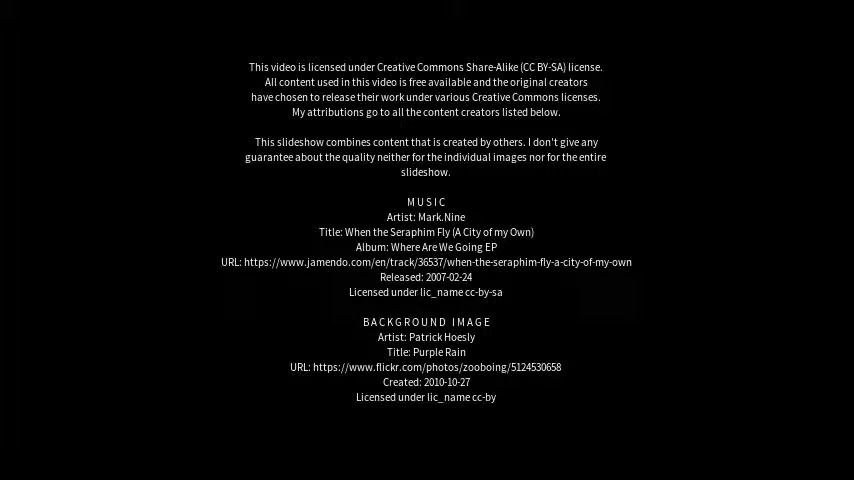 This video is licensed under Creative Commons Share-Alike (CC BY-SA) license.
All content used in this video is free available and the original creators
have chosen to release their work under various Creative Commons licenses.
My attributions go to all the content creators listed below.
This slideshow combines content that is created by others. I don't give any
guarantee about the quality neither for the individual images nor for the entire
slideshow.
M U S I C
Artist: Mark.Nine
Title: When the Seraphim Fly (A City of my Own)
Album: Where Are We Going EP
URL: https://www.jamendo.com/en/track/36537/when-the-seraphim-fly-a-city-of-my-own
Released: 2007-02-24
Licensed under lic_name cc-by-sa
B A C K G R O U N D   I M A G E
Artist: Patrick Hoesly
Title: Purple Rain
URL: https://www.flickr.com/photos/zooboing/5124530658
Created: 2010-10-27
Licensed under lic_name cc-by